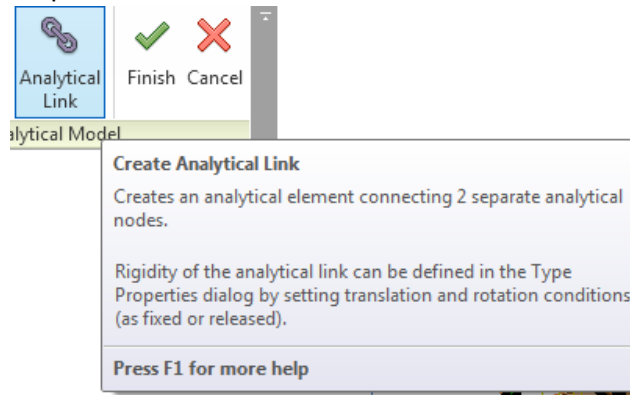 Analytical Link
Finish
Cancel
alytical Model
Create Analytical Link
Creates an analytical element connecting 2 separate analytical
nodes.
Rigidity of the analytical link can be defined in the Type
Properties dialog by setting translation and rotation conditions
(as fixed or released).
Press F1 for more help